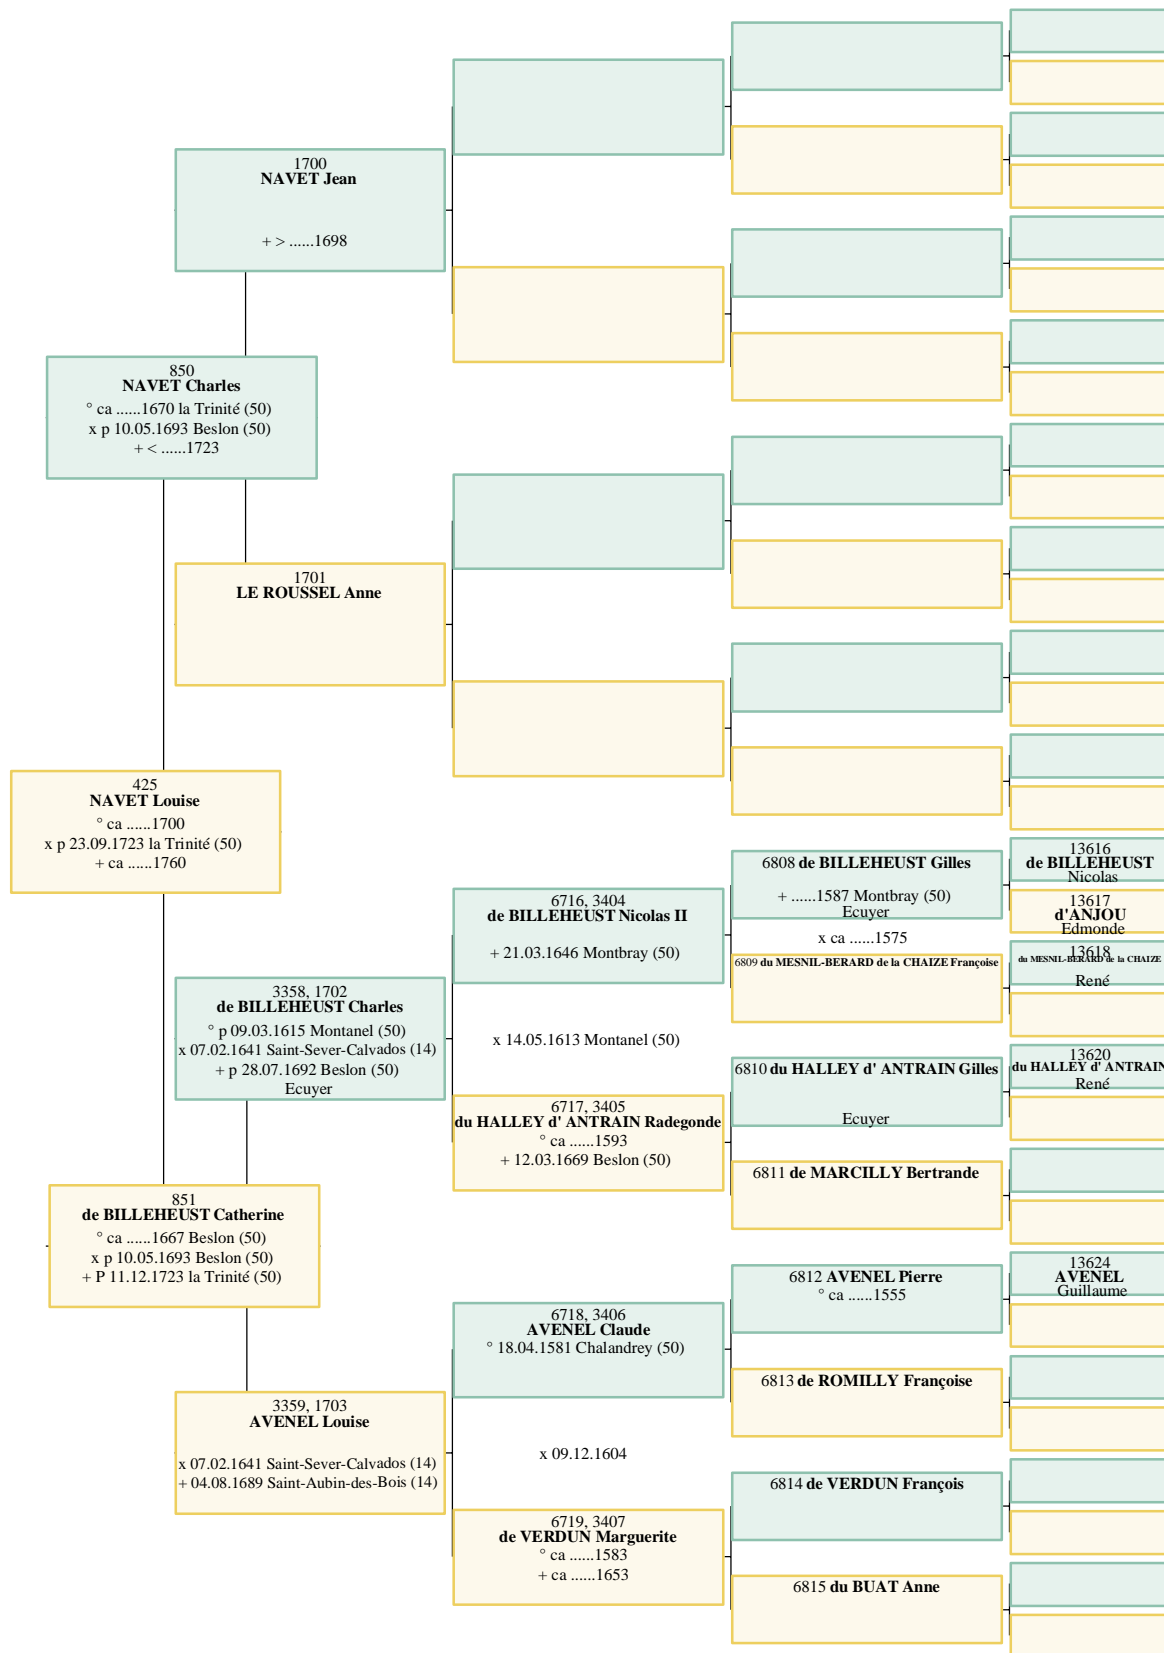 1700
NAVET Jean
+ > ......1698
850
NAVET Charles
° ca ......1670 la Trinité (50)
x p 10.05.1693 Beslon (50)
+ < ......1723
1701
LE ROUSSEL Anne
425
NAVET Louise
° ca ......1700
x p 23.09.1723 la Trinité (50)
+ ca ......1760
851
de BILLEHEUST Catherine
° ca ......1667 Beslon (50)
x p 10.05.1693 Beslon (50)
+ P 11.12.1723 la Trinité (50)
3358, 1702
de BILLEHEUST Charles
° p 09.03.1615 Montanel (50)
x 07.02.1641 Saint-Sever-Calvados (14)
+ p 28.07.1692 Beslon (50)
Ecuyer
3359, 1703
AVENEL Louise
x 07.02.1641 Saint-Sever-Calvados (14)
+ 04.08.1689 Saint-Aubin-des-Bois (14)
6716, 3404
de BILLEHEUST Nicolas II
+ 21.03.1646 Montbray (50)
x 14.05.1613 Montanel (50)
6717, 3405
du HALLEY d' ANTRAIN Radegonde
° ca ......1593
+ 12.03.1669 Beslon (50)
6718, 3406
AVENEL Claude
° 18.04.1581 Chalandrey (50)
x 09.12.1604
6719, 3407
de VERDUN Marguerite
° ca ......1583
+ ca ......1653
6808 de BILLEHEUST Gilles
+ ......1587 Montbray (50)
Ecuyer
x ca ......1575
6809 du MESNIL-BERARD de la CHAIZE Françoise
6810 du HALLEY d' ANTRAIN Gilles
Ecuyer
6811 de MARCILLY Bertrande
6812 AVENEL Pierre
° ca ......1555
6813 de ROMILLY Françoise
6814 de VERDUN François
6815 du BUAT Anne
13616
de BILLEHEUST
Nicolas
13617
d'ANJOU
Edmonde
13618
du MESNIL-BERARD de la CHAIZE
René
13620
du HALLEY d' ANTRAIN
René
13624
AVENEL
Guillaume